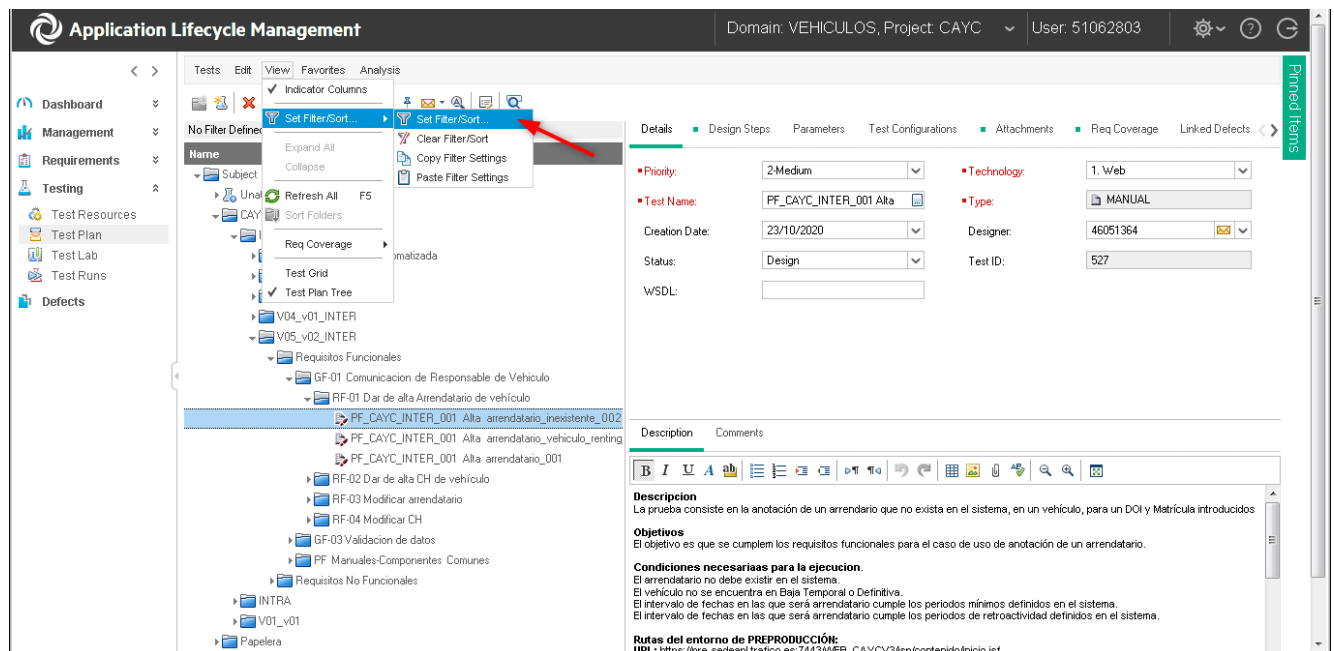 Application Lifecycle Management
Domain: VEHICULOS, Project: CAYC
User: 51062803
Pinned Items
Dashboard
Management
Requirements
Testing
Test Resources
Test Plan
Test Lab
Test Runs
Defects
Tests Edit View Favorites Analysis
Indicator Columns
Set Filter/Sort...
Expand All
Collapse
Refresh All F5
Sort Folders
Req Coverage
Test Grid
Test Plan Tree
Set Filter/Sort...
Clear Filter/Sort
Copy Filter Settings
Paste Filter Settings
No Filter Define
Name
Subject
Una
CAY
omatizada
V04_v01_INTER
V05_v02_INTER
Requisitos Funcionales
GF-01 Comunicacion de Responsable de Vehiculo
RF-01 Dar de alta Arrendatario de vehículo
PF_CAYC_INTER_001 Alta arrendatario_inexistente_002
PF_CAYC_INTER_001 Alta arrendatario_vehiculo_renting
PF_CAYC_INTER_001 Alta arrendatario_001
RF-02 Dar de alta CH de vehículo
RF-03 Modificar arrendatario
RF-04 Modificar CH
GF-03 Validacion de datos
PF Manuales-Componentes Comunes
Requisitos No Funcionales
INTRA
V01_v01
Papelera
Details Design Steps Parameters Test Configurations Attachments Req Coverage Linked Defects
Priority: 2-Medium Technology: 1. Web
Test Name: PF_CAYC_INTER_001 Alta Type: MANUAL
Creation Date: 23/10/2020 Designer: 46051364
Status: Design Test ID: 527
WSDL:
Description Comments
Descripcion
La prueba consiste en la anotación de un arrendario que no exista en el sistema, en un vehículo, para un DOI y Matrícula introducidos
Objetivos
El objetivo es que se cumplem los requisitos funcionales para el caso de uso de anotación de un arrendatario.
Condiciones necesariaas para la ejecucion.
El arrendatario no debe existir en el sistema.
El vehículo no se encuentra en Baja Temporal o Definitiva.
El intervalo de fechas en las que será arrendatario cumple los periodos mínimos definidos en el sistema.
El intervalo de fechas en las que será arrendatario cumple los periodos de retroactividad definidos en el sistema.
Rutas del entorno de PREPRODUCCIÓN: